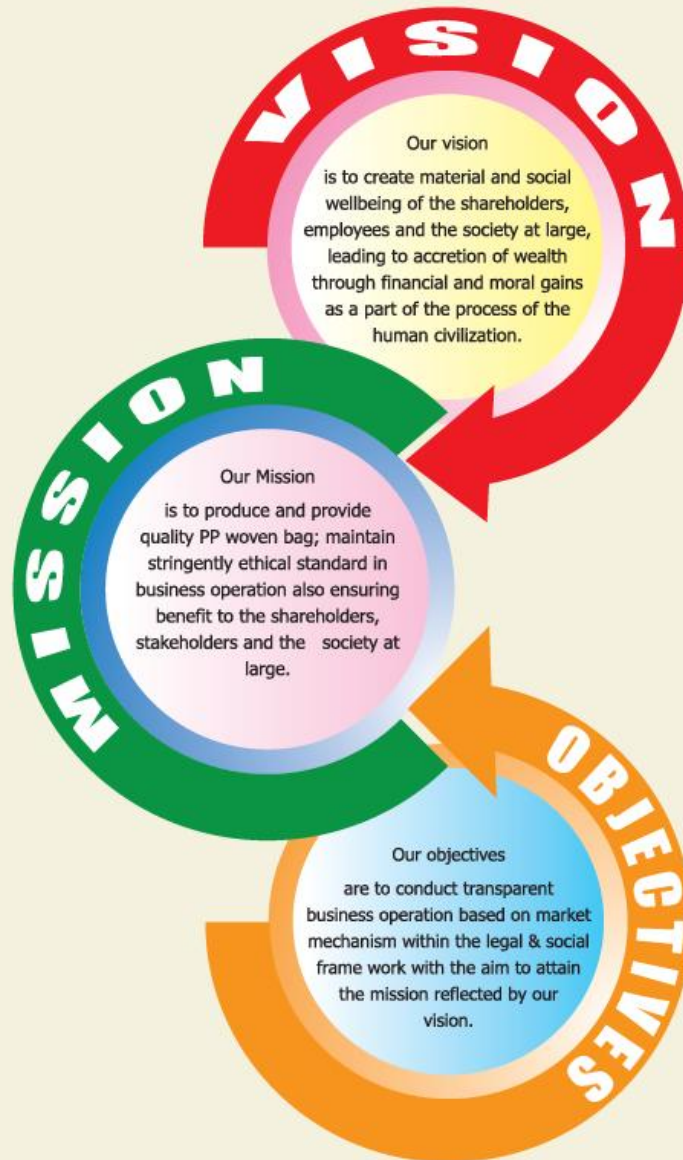 VISION
Our vision
is to create material and social
wellbeing of the shareholders,
employees and the society at large,
leading to accretion of wealth
through financial and moral gains
as a part of the process of the
human civilization.
MISSION
Our Mission
is to produce and provide
quality PP woven bag; maintain
stringently ethical standard in
business operation also ensuring
benefit to the shareholders,
stakeholders and the society at
large.
OBJECTIVES
Our objectives
are to conduct transparent
business operation based on market
mechanism within the legal & social
frame work with the aim to attain
the mission reflected by our
vision.